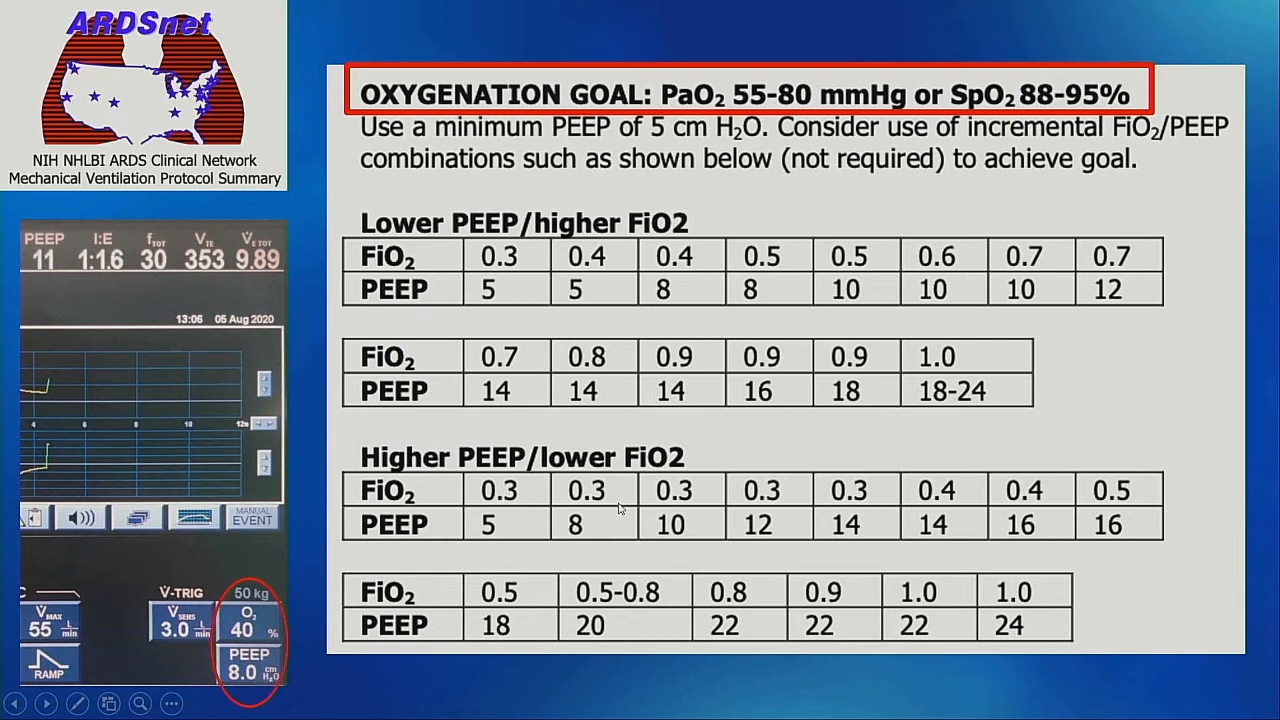 ARDSnet
NIH NHLBI ARDS Clinical Network
Mechanical Ventilation Protocol Summary
PEEP I:E fTOT VTE V̇E TOT
11 1:1.6 30 353 9.89
13:06 05 Aug 2020
4 6 8 10 12s
MANUAL
EVENT
C
V̇-TRIG 50 kg
V̇MAX V̇SENS O₂
55 L/min 3.0 L/min 40 %
PEEP
RAMP 8.0 cm H₂O
OXYGENATION GOAL: PaO₂ 55-80 mmHg or SpO₂ 88-95%
Use a minimum PEEP of 5 cm H₂O. Consider use of incremental FiO₂/PEEP
combinations such as shown below (not required) to achieve goal.
Lower PEEP/higher FiO2
FiO₂ 0.3 0.4 0.4 0.5 0.5 0.6 0.7 0.7
PEEP 5 5 8 8 10 10 10 12
FiO₂ 0.7 0.8 0.9 0.9 0.9 1.0
PEEP 14 14 14 16 18 18-24
Higher PEEP/lower FiO2
FiO₂ 0.3 0.3 0.3 0.3 0.3 0.4 0.4 0.5
PEEP 5 8 10 12 14 14 16 16
FiO₂ 0.5 0.5-0.8 0.8 0.9 1.0 1.0
PEEP 18 20 22 22 22 24